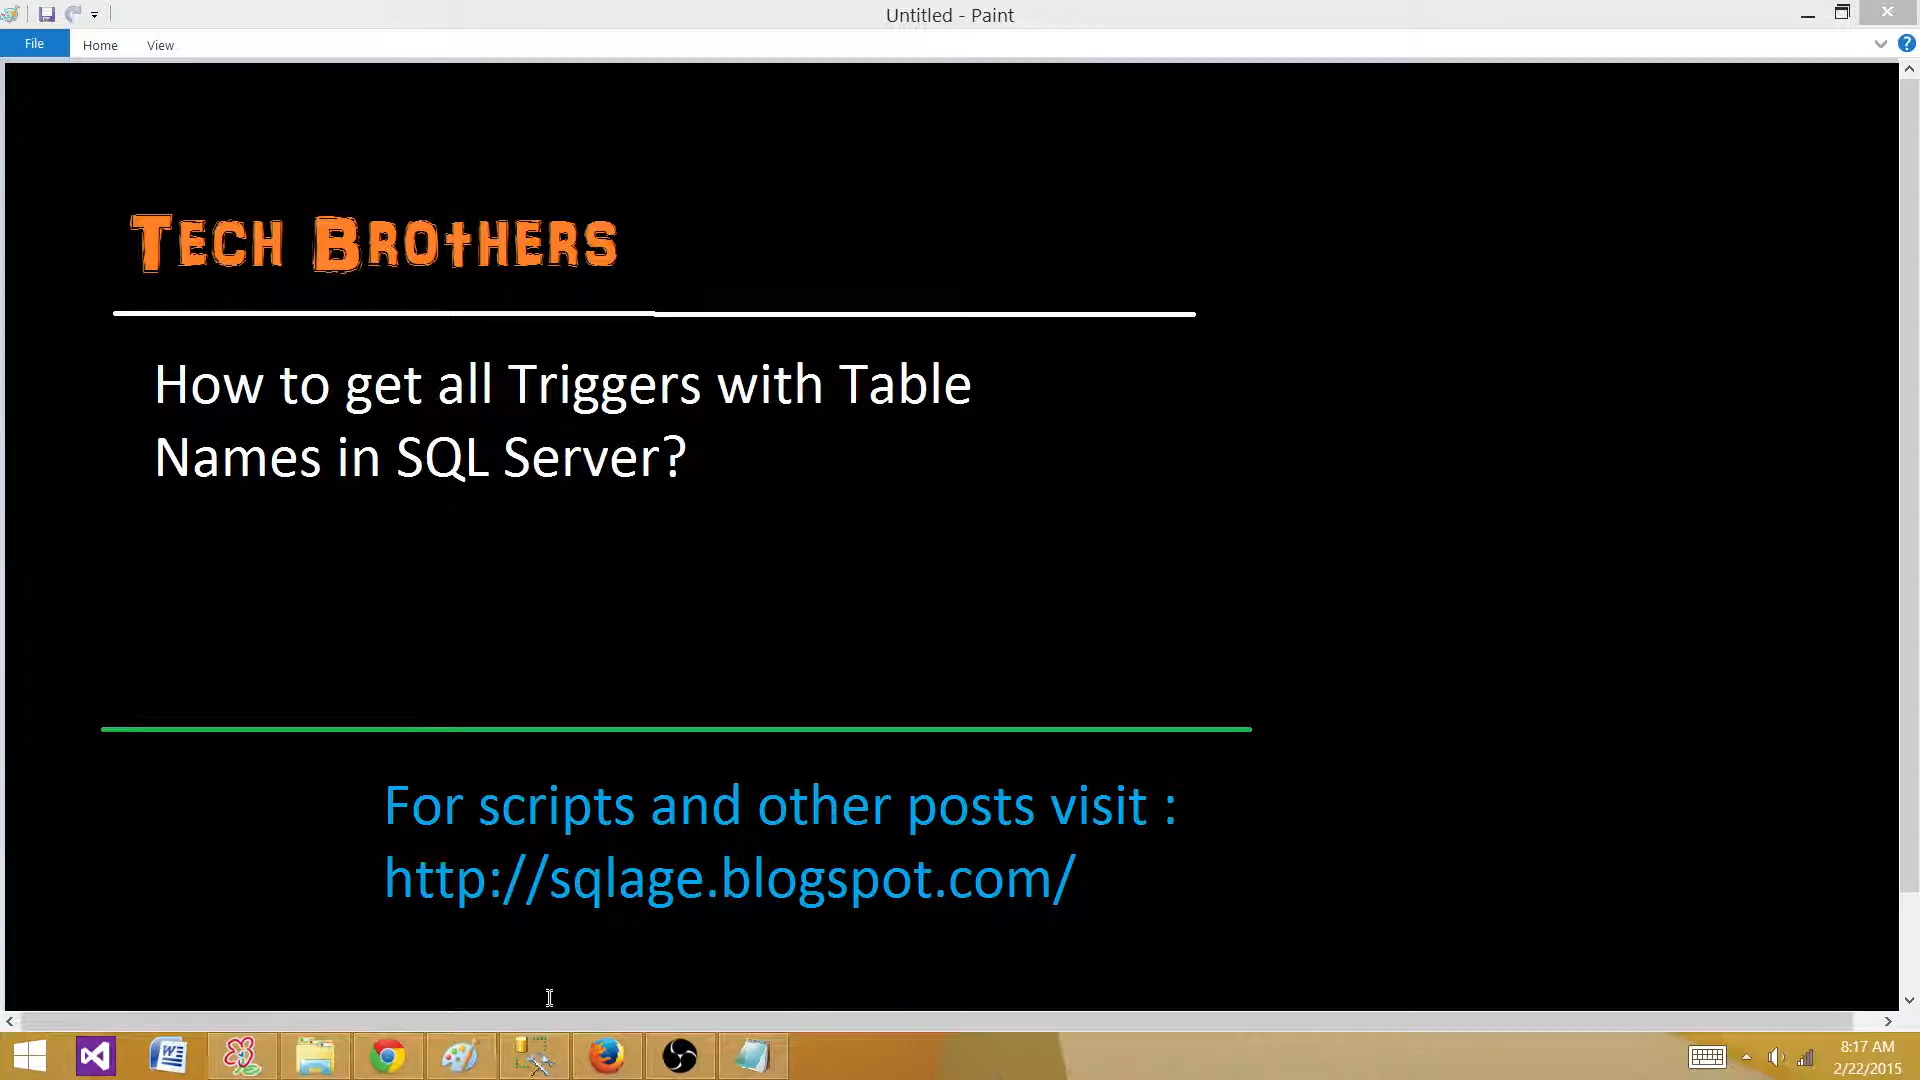 Untitled - Paint
File Home View
Tech Brothers
How to get all Triggers with Table
Names in SQL Server?
For scripts and other posts visit :
http://sqlage.blogspot.com/
8:17 AM
2/22/2015